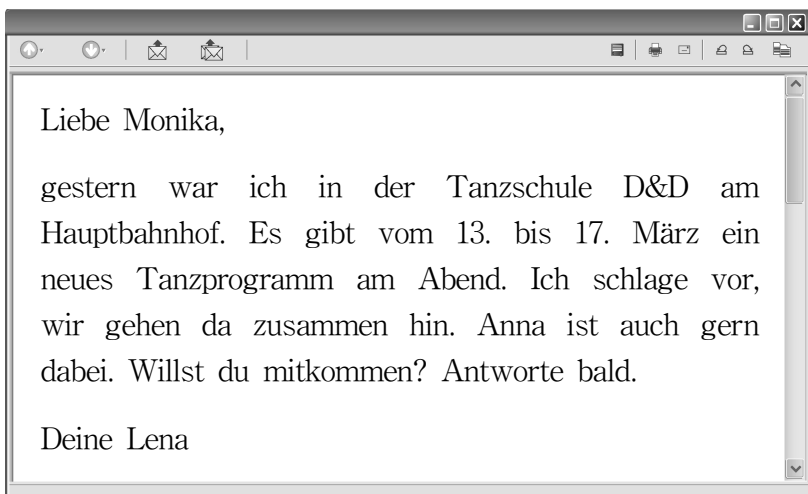 Liebe Monika,
gestern war ich in der Tanzschule D&D am
Hauptbahnhof. Es gibt vom 13. bis 17. März ein
neues Tanzprogramm am Abend. Ich schlage vor,
wir gehen da zusammen hin. Anna ist auch gern
dabei. Willst du mitkommen? Antworte bald.
Deine Lena